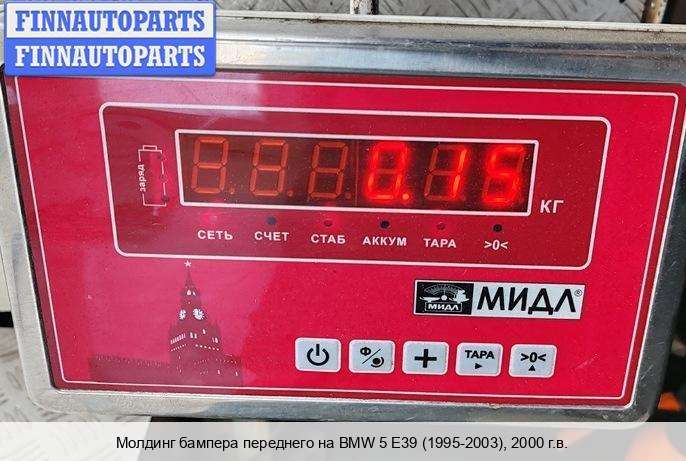 FINNAUTOPARTS
FINNAUTOPARTS
заряд
0.15
КГ
СЕТЬ СЧЕТ СТАБ АККУМ ТАРА >0<
МИДЛ МИДЛ®
Ф/ + ТАРА >0<
Молдинг бампера переднего на BMW 5 E39 (1995-2003), 2000 г.в.